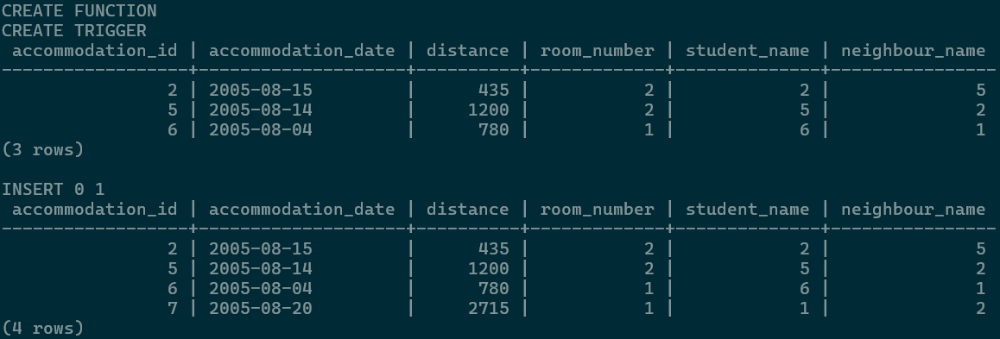 CREATE FUNCTION
CREATE TRIGGER
 accommodation_id | accommodation_date | distance | room_number | student_name | neighbour_name
------------------+--------------------+----------+-------------+--------------+----------------
                2 | 2005-08-15         |      435 |           2 |            2 |              5
                5 | 2005-08-14         |     1200 |           2 |            5 |              2
                6 | 2005-08-04         |      780 |           1 |            6 |              1
(3 rows)

INSERT 0 1
 accommodation_id | accommodation_date | distance | room_number | student_name | neighbour_name
------------------+--------------------+----------+-------------+--------------+----------------
                2 | 2005-08-15         |      435 |           2 |            2 |              5
                5 | 2005-08-14         |     1200 |           2 |            5 |              2
                6 | 2005-08-04         |      780 |           1 |            6 |              1
                7 | 2005-08-20         |     2715 |           1 |            1 |              2
(4 rows)